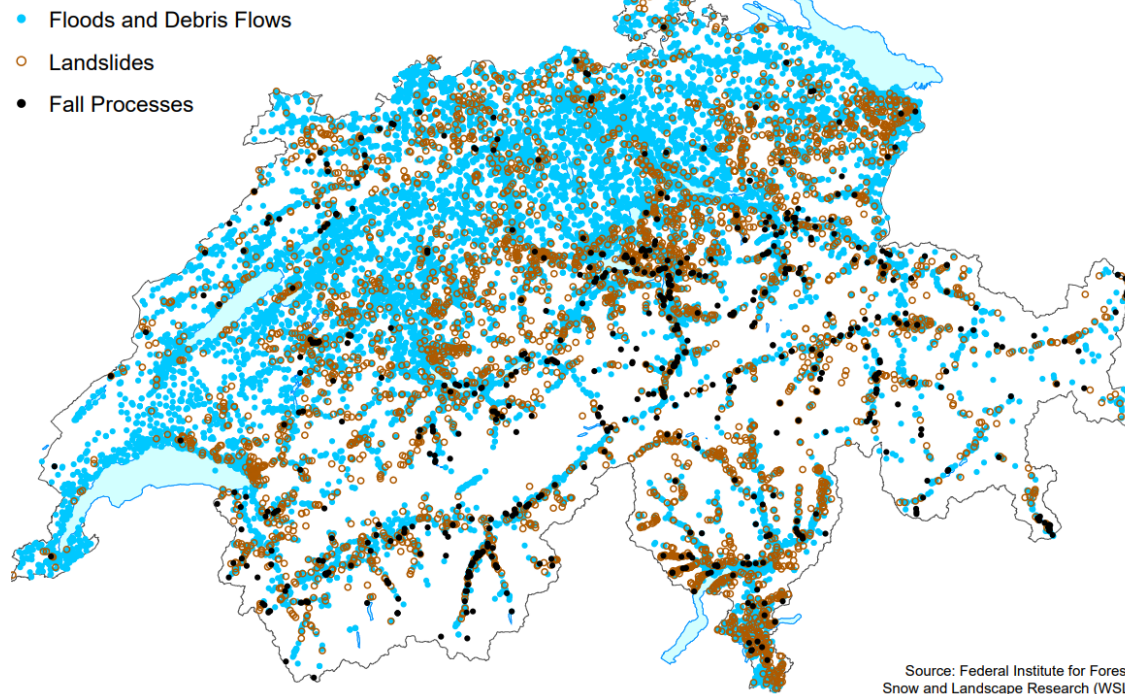 Floods and Debris Flows
Landslides
Fall Processes
Source: Federal Institute for Fores
Snow and Landscape Research (WSL